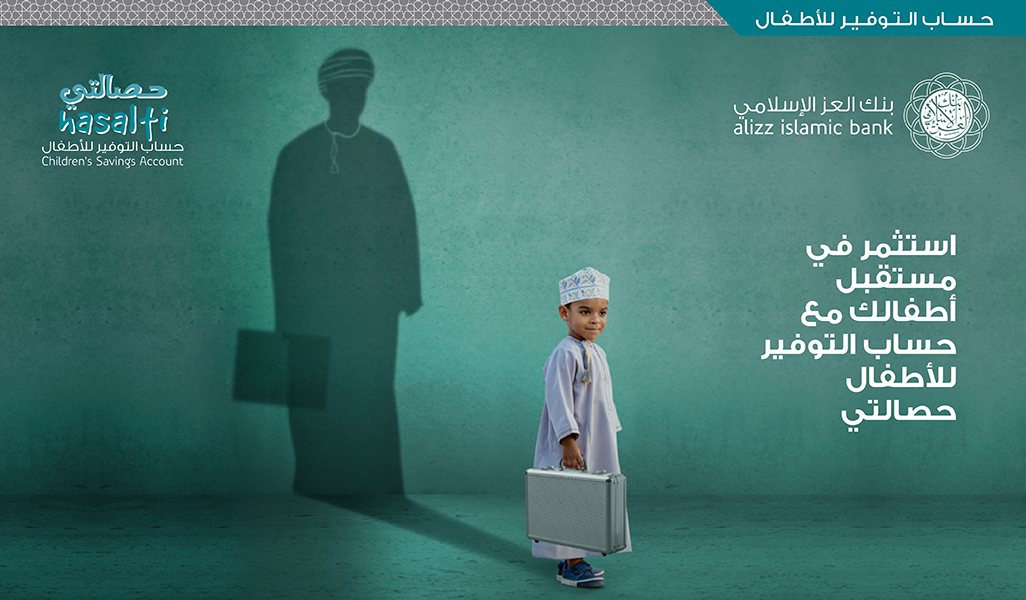 حساب التوفير للأطفال
حصالتي
hasalti
حساب التوفير للأطفال
Children's Savings Account
بنك العز الإسلامي
alizz islamic bank
استثمر في
مستقبل
أطفالك مع
حساب التوفير
للأطفال
حصالتي